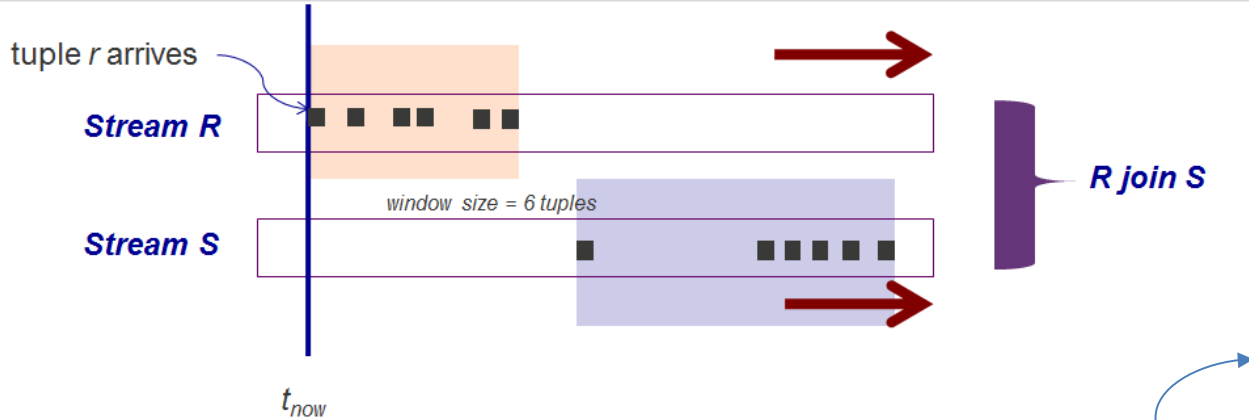 tuple r arrives
Stream R
window size = 6 tuples
R join S
Stream S
tnow